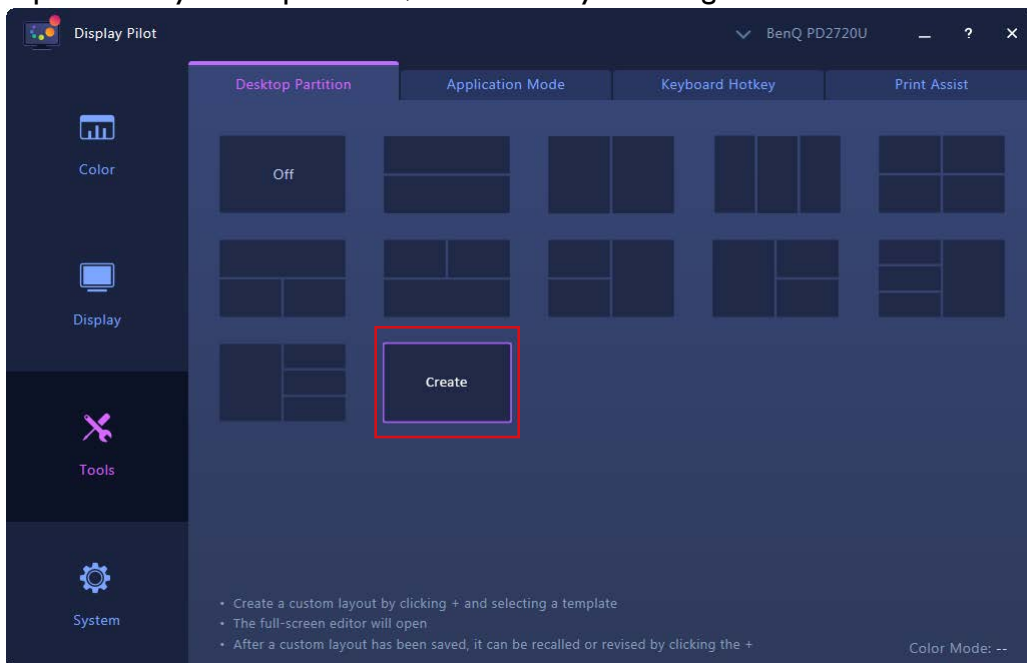 Display Pilot
BenQ PD2720U
Desktop Partition
Application Mode
Keyboard Hotkey
Print Assist
Color
Off
Display
Create
Tools
System
• Create a custom layout by clicking + and selecting a template
• The full-screen editor will open
• After a custom layout has been saved, it can be recalled or revised by clicking the +
Color Mode: --